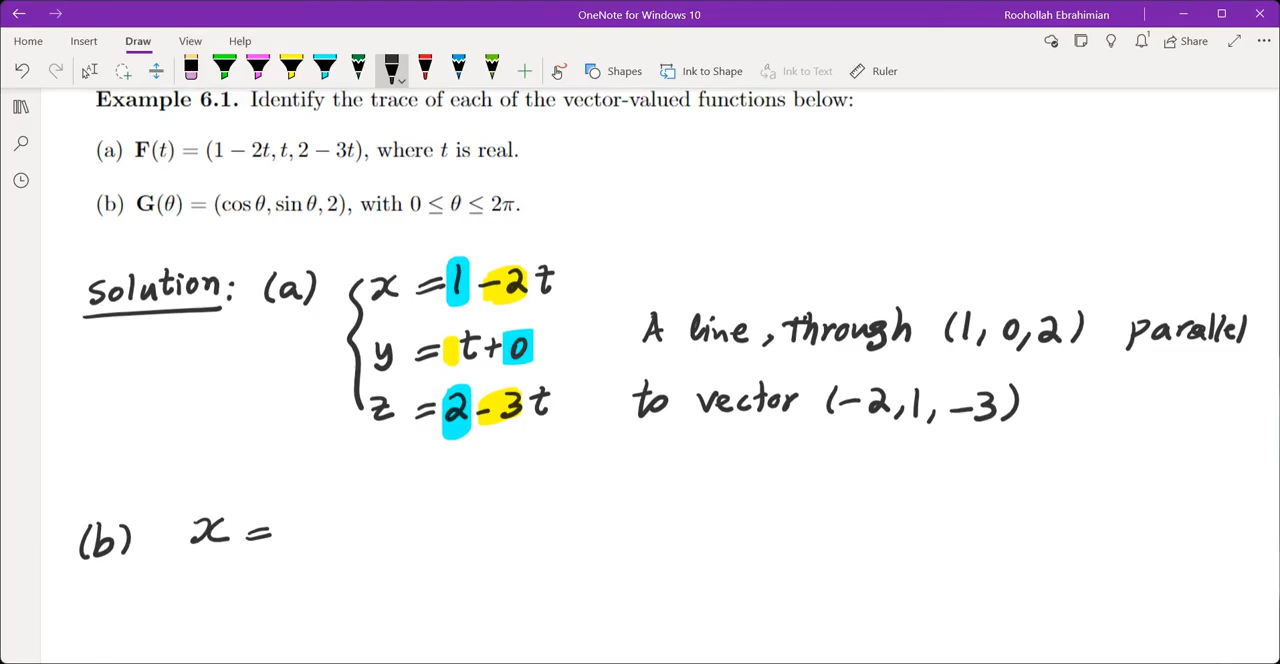 OneNote for Windows 10
Roohollah Ebrahimian
Home Insert Draw View Help
Share
Shapes Ink to Shape Ink to Text Ruler
Example 6.1. Identify the trace of each of the vector-valued functions below:
(a) F(t) = (1 − 2t, t, 2 − 3t), where t is real.
(b) G(θ) = (cos θ, sin θ, 2), with 0 ≤ θ ≤ 2π.
Solution: (a) { x = 1 - 2t
y = t + 0
z = 2 - 3t
A line, through (1, 0, 2) parallel
to vector (-2, 1, -3)
(b) x =